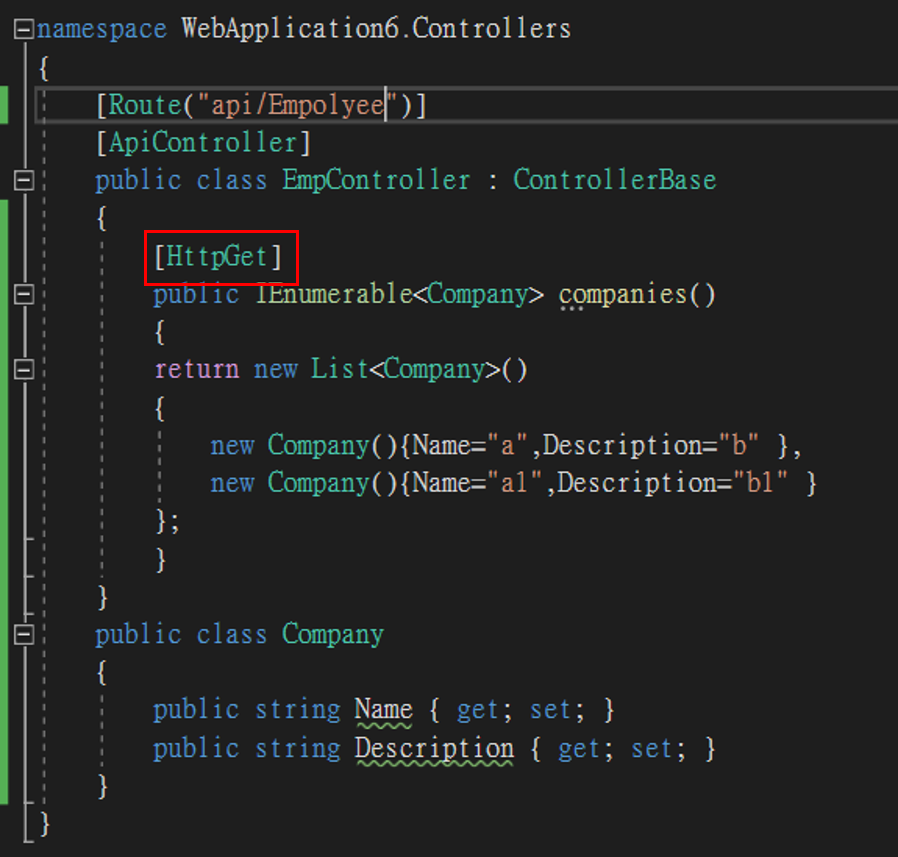 namespace WebApplication6.Controllers
{
[Route("api/Empolyee")]
[ApiController]
public class EmpController : ControllerBase
{
[HttpGet]
public IEnumerable<Company> companies()
{
return new List<Company>()
{
new Company(){Name="a",Description="b" },
new Company(){Name="a1",Description="b1" }
};
}
}
public class Company
{
public string Name { get; set; }
public string Description { get; set; }
}
}